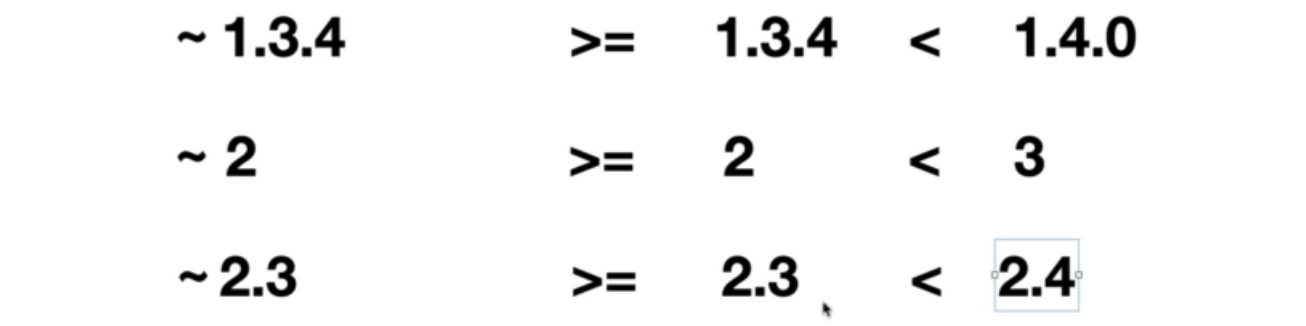 ~ 1.3.4 >= 1.3.4 < 1.4.0
~ 2 >= 2 < 3
~ 2.3 >= 2.3 < 2.4